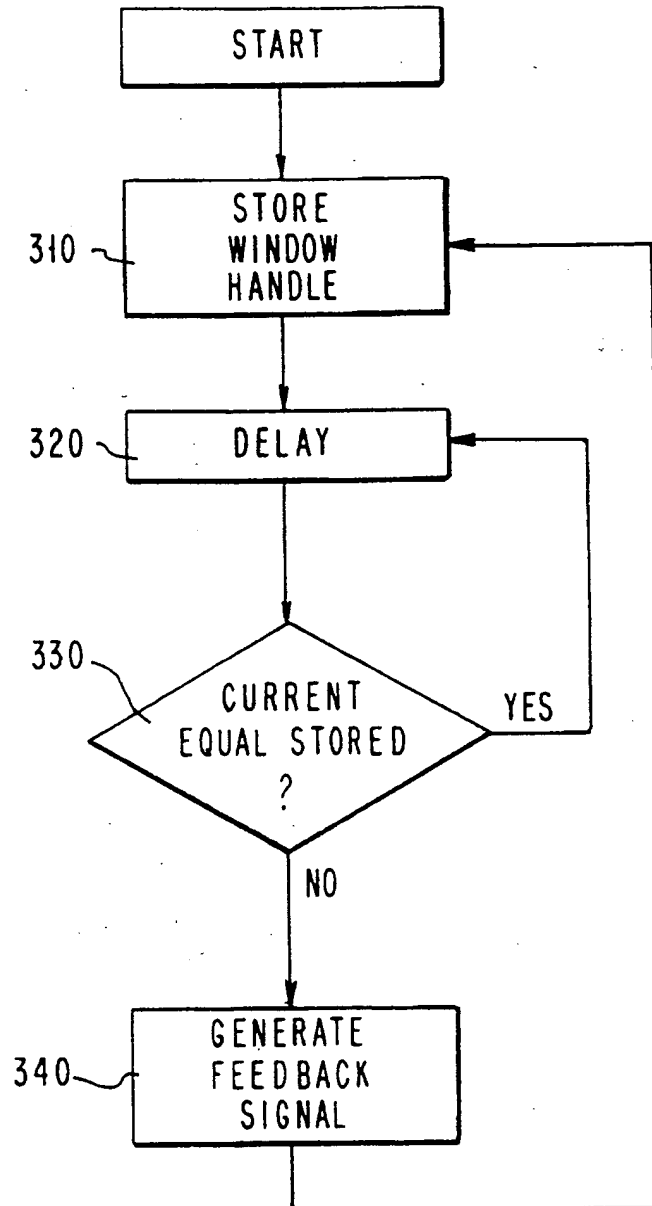 START
310
STORE
WINDOW
HANDLE
320
DELAY
330
CURRENT
EQUAL STORED
?
YES
NO
340
GENERATE
FEEDBACK
SIGNAL